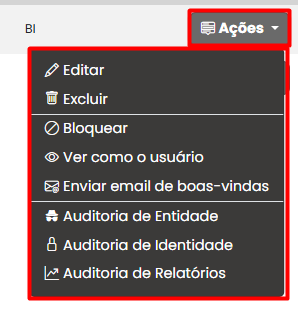 BI
Ações
Editar
Excluir
Bloquear
Ver como o usuário
Enviar email de boas-vindas
Auditoria de Entidade
Auditoria de Identidade
Auditoria de Relatórios